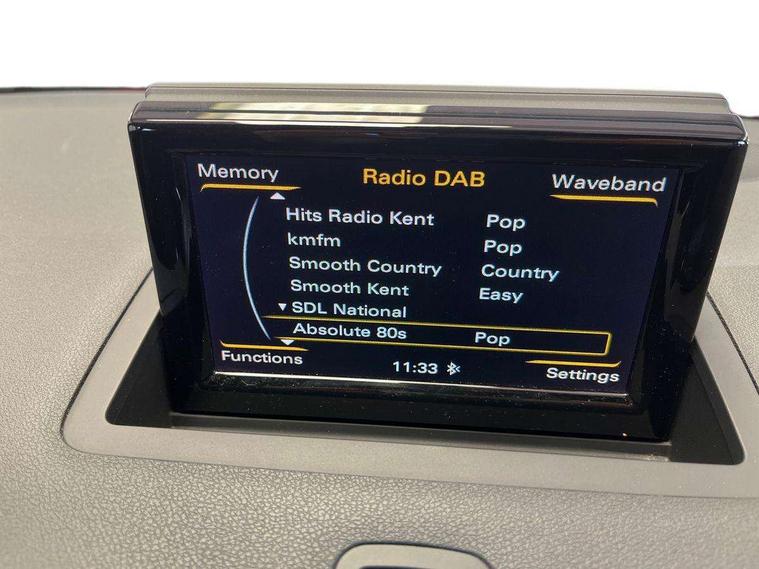 Memory Radio DAB Waveband
Hits Radio Kent Pop
kmfm Pop
Smooth Country Country
Smooth Kent Easy
▼ SDL National
Absolute 80s Pop
Functions 11:33 Settings